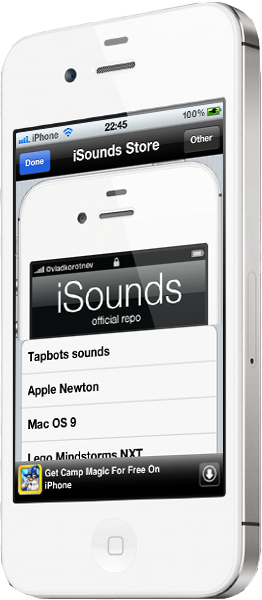 iPhone 22:45 100%
Done iSounds Store Other
@vladkorotnev
iSounds
official repo
Tapbots sounds
Apple Newton
Mac OS 9
Lego Mindstorms NXT
Get Camp Magic For Free On
iPhone